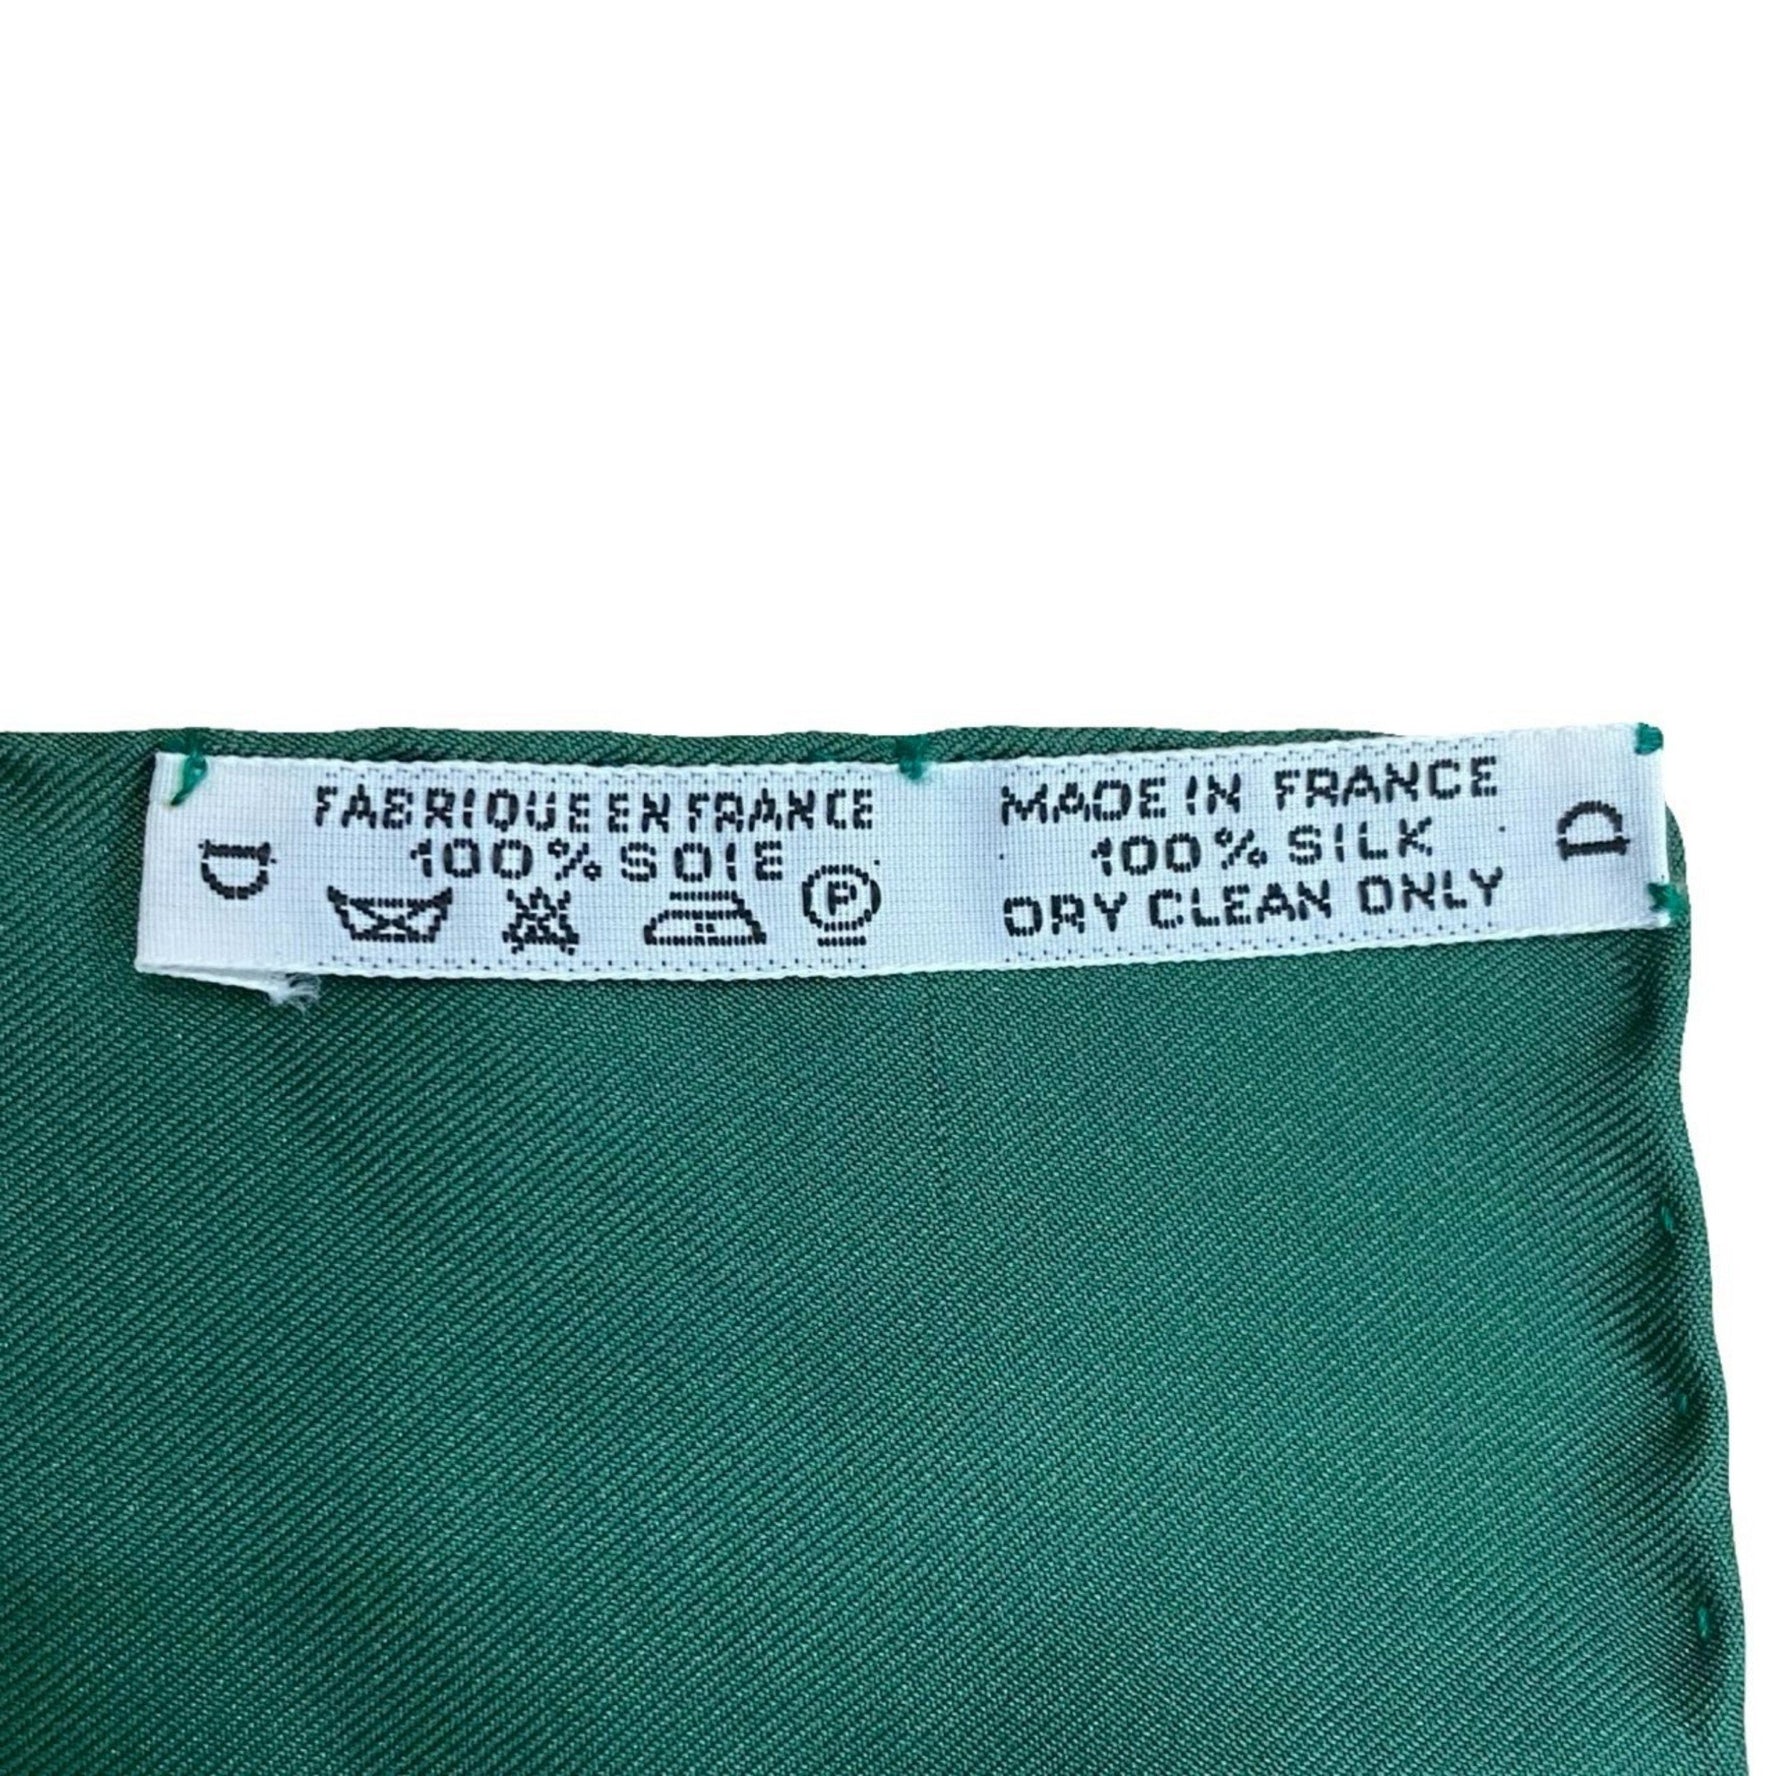 D
FABRIQUE EN FRANCE
100% SOIE
P
MADE IN FRANCE
100% SILK
DRY CLEAN ONLY
D